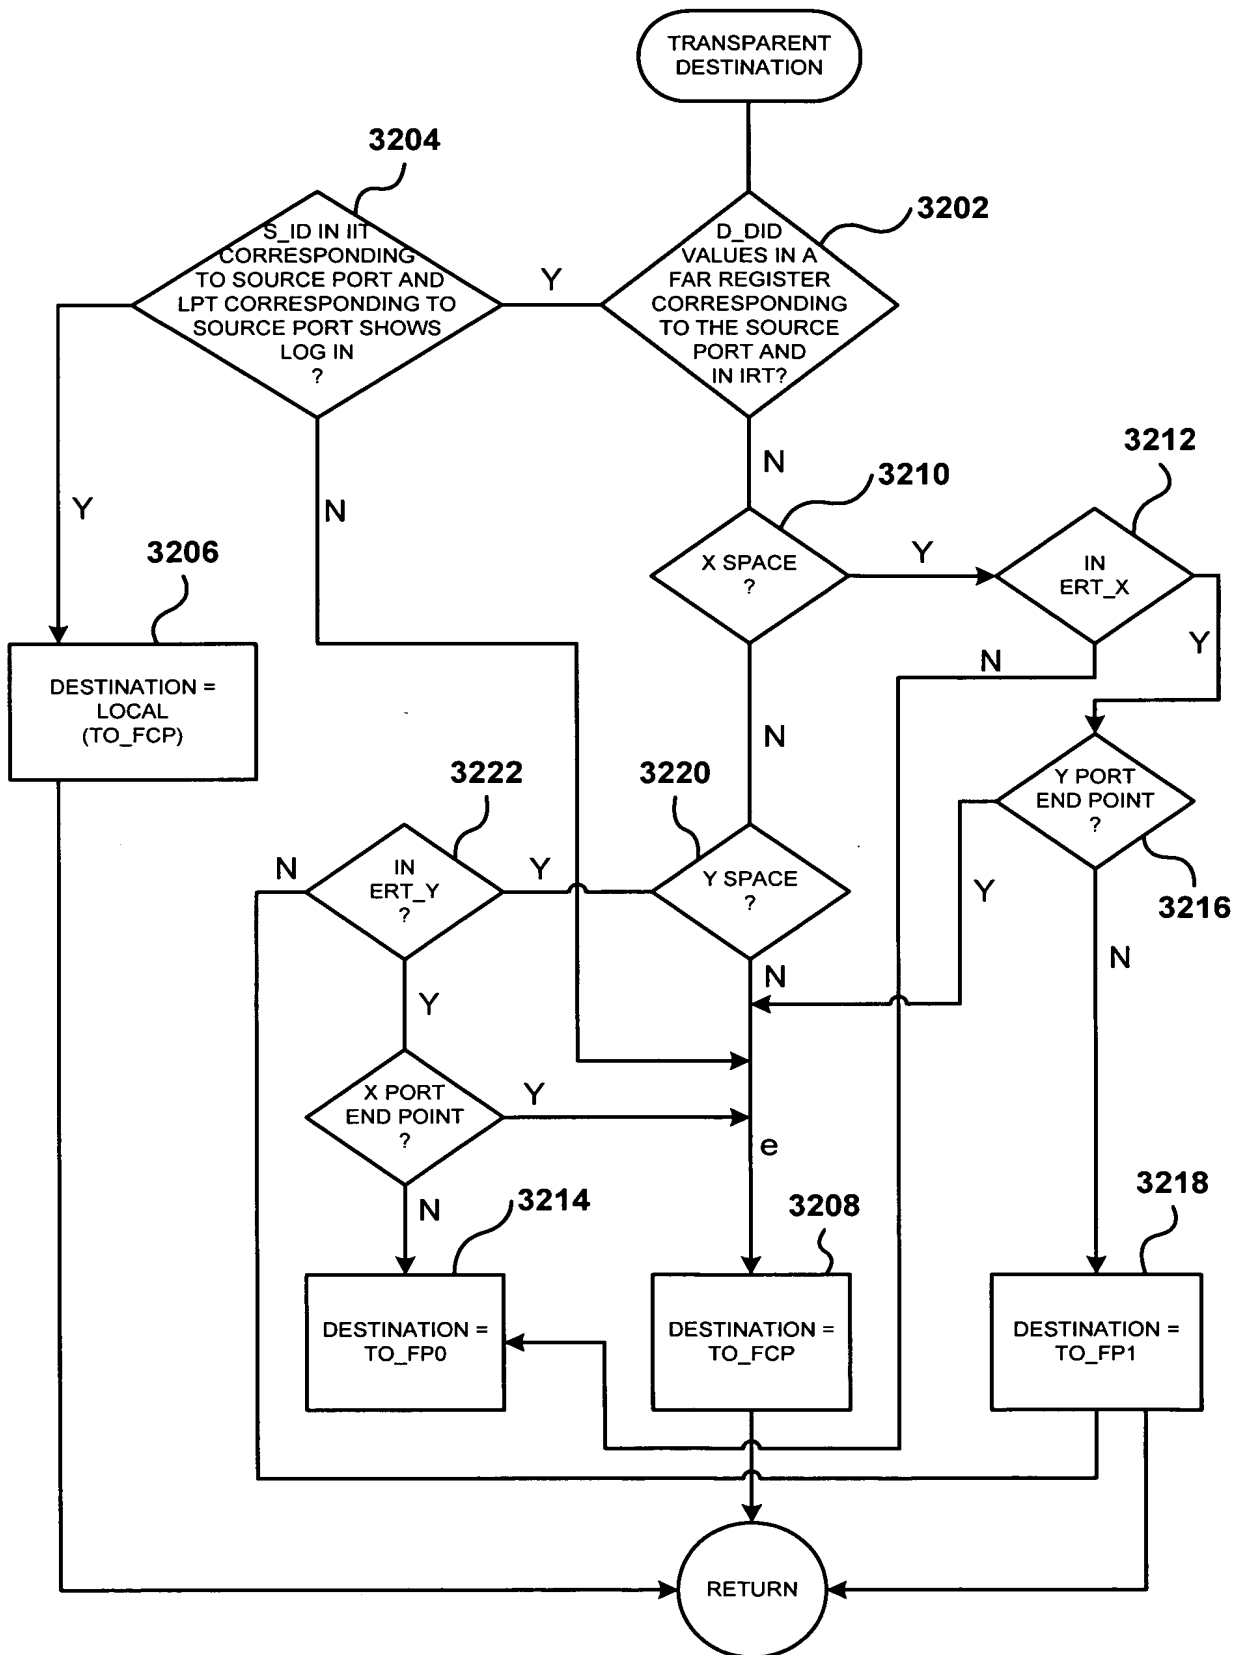 TRANSPARENT
DESTINATION
3204
3202
S_ID IN IIT
CORRESPONDING
TO SOURCE PORT AND
LPT CORRESPONDING TO
SOURCE PORT SHOWS
LOG IN
?
Y
D_DID
VALUES IN A
FAR REGISTER
CORRESPONDING
TO THE SOURCE
PORT AND
IN IRT?
N
3210
3212
Y
N
X SPACE
?
Y
IN
ERT_X
3206
Y
N
DESTINATION =
LOCAL
(TO_FCP)
N
3222
3220
Y PORT
END POINT
?
N
IN
ERT_Y
?
Y
Y SPACE
?
Y
3216
N
N
Y
X PORT
END POINT
?
Y
e
N
3214
3208
3218
DESTINATION =
TO_FP0
DESTINATION =
TO_FCP
DESTINATION =
TO_FP1
RETURN